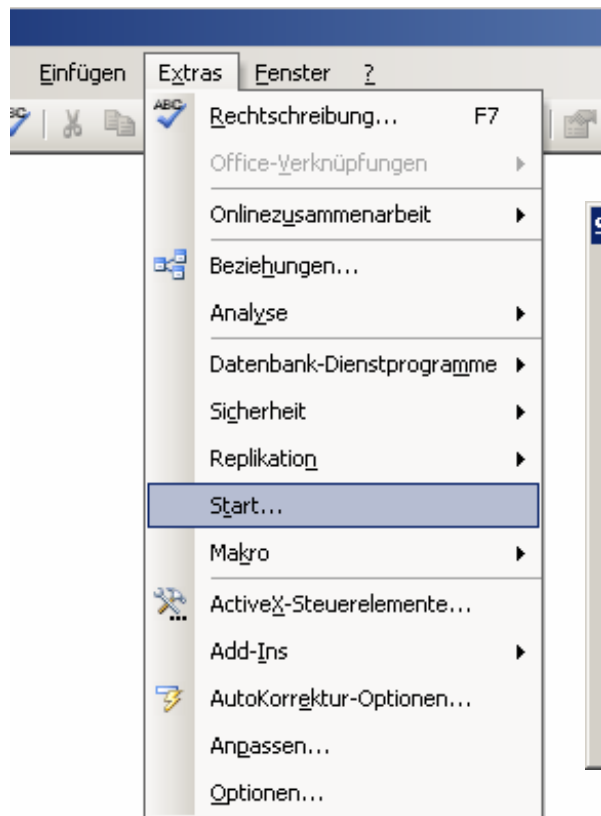 Einfügen Extras Fenster ?
Rechtschreibung... F7
Office-Verknüpfungen
Onlinezusammenarbeit
Beziehungen...
Analyse
Datenbank-Dienstprogramme
Sicherheit
Replikation
Start...
Makro
ActiveX-Steuerelemente...
Add-Ins
AutoKorrektur-Optionen...
Anpassen...
Optionen...